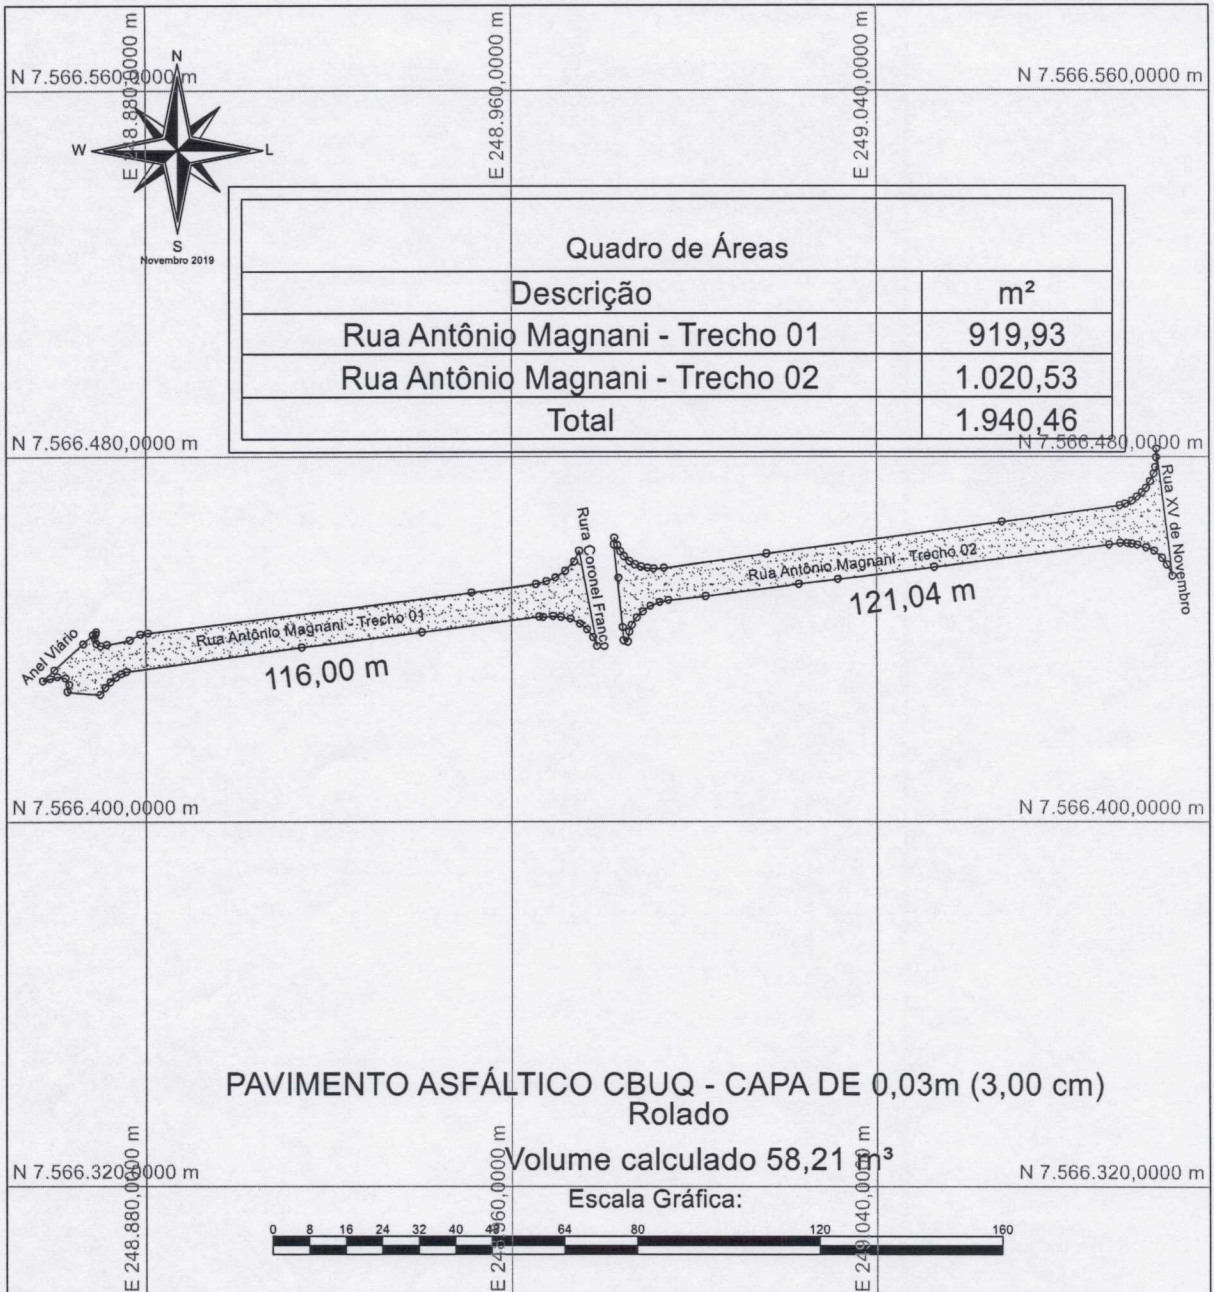 E 248.880,0000 m
E 248.960,0000 m
E 249.040,0000 m
N 7.566.560,0000 m
N 7.566.560,0000 m
N
W
L
S
Novembro 2019
Quadro de Áreas
Descrição m²
Rua Antônio Magnani - Trecho 01 919,93
Rua Antônio Magnani - Trecho 02 1.020,53
Total 1.940,46
N 7.566.480,0000 m
N 7.566.480,0000 m
Rua XV de Novembro
Rura Coronel Franco
Rua Antônio Magnani - Trecho 02
121,04 m
Anel Viário
Rua Antônio Magnani - Trecho 01
116,00 m
N 7.566.400,0000 m
N 7.566.400,0000 m
PAVIMENTO ASFÁLTICO CBUQ - CAPA DE 0,03m (3,00 cm)
Rolado
Volume calculado 58,21 m³
N 7.566.320,0000 m
N 7.566.320,0000 m
Escala Gráfica:
0 8 16 24 32 40 48 64 80 120 160
E 248.880,0000 m
E 248.960,0000 m
E 249.040,0000 m